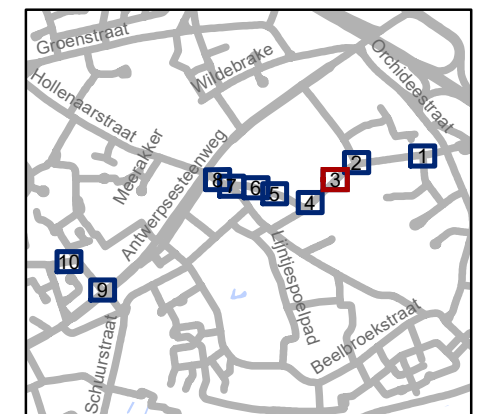 Groenstraat
Wildebrake
Orchideestraat
Hollenaarstraat
Meerakker
Antwerpsesteenweg
1
2
3
8
7
6
5
4
Lijntjespoelpad
10
9
Schuurstraat
Beelbroekstraat